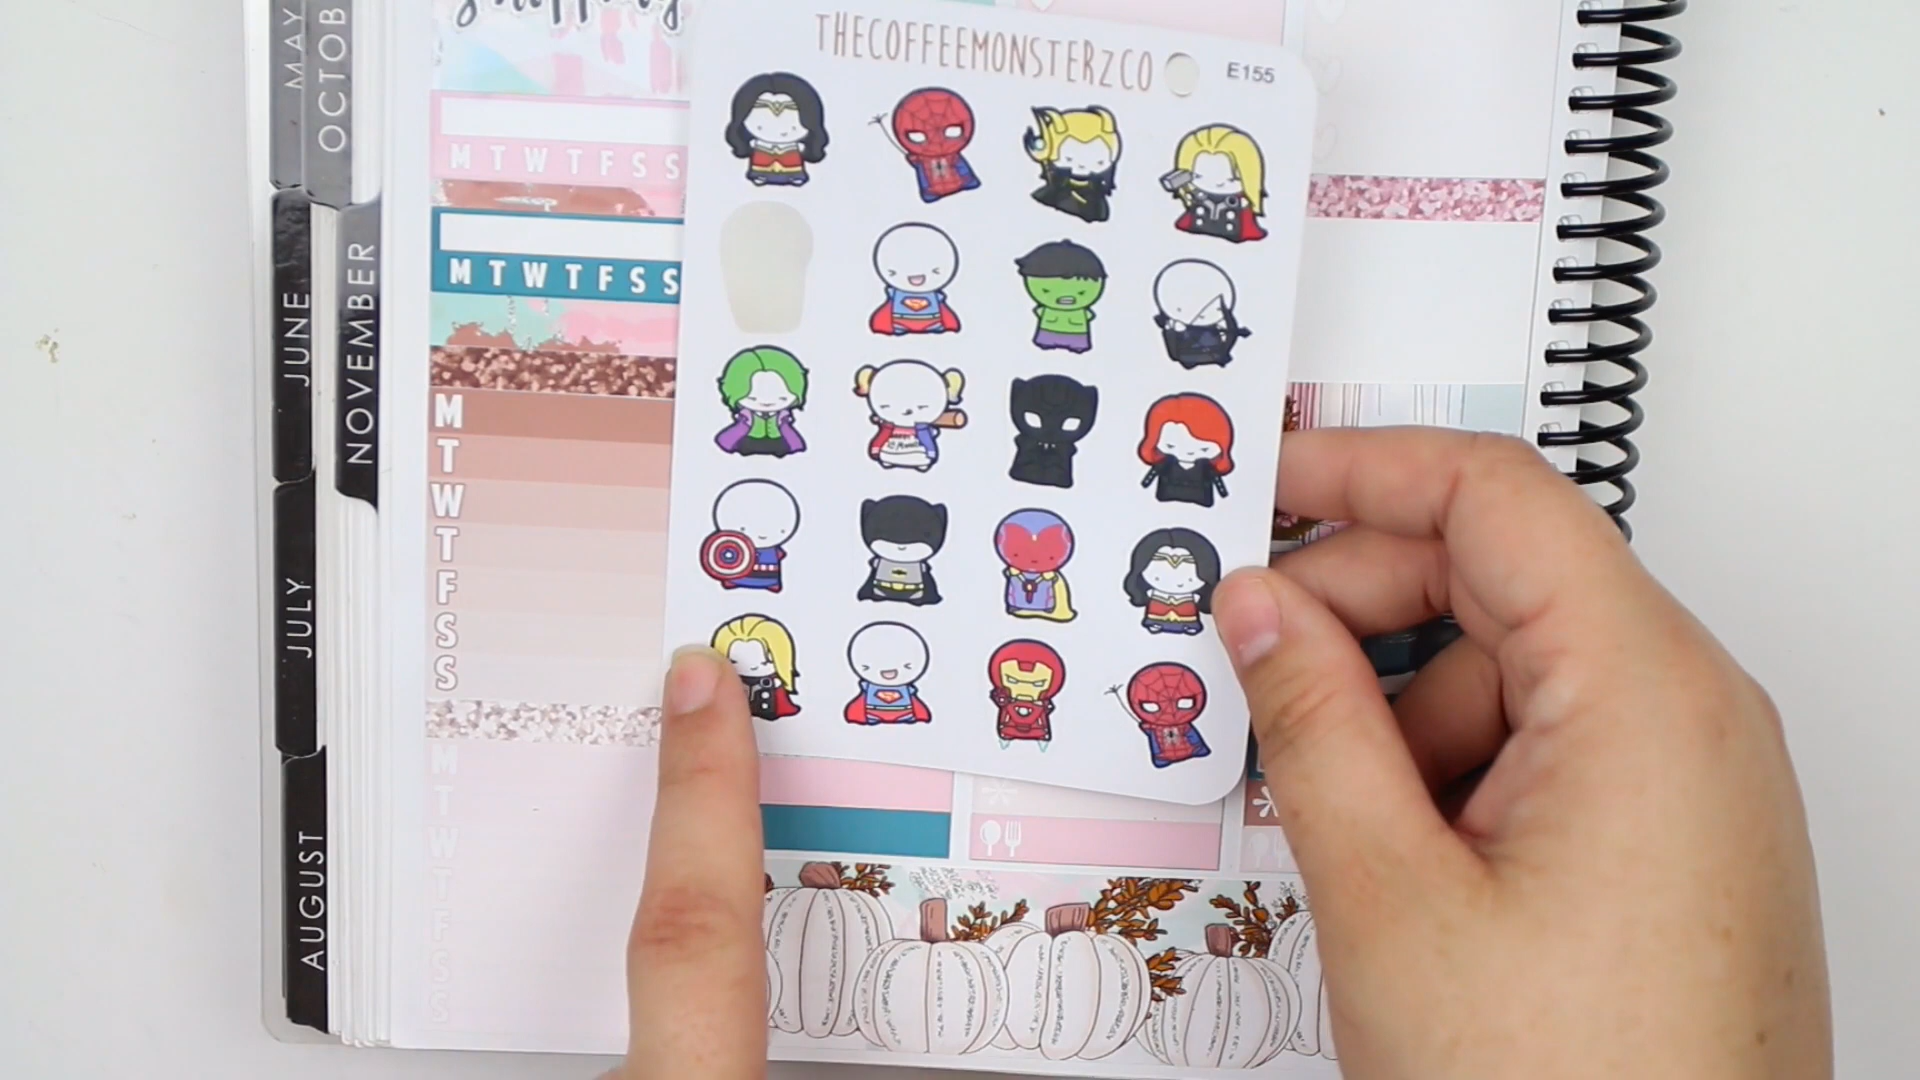 THECOFFEEMONSTERZCO
E155
MAY
OCTOB
JUNE
NOVEMBER
JULY
AUGUST
M T W T F S S
M T W T F S S
M
T
W
T
F
S
S
M
T
W
T
F
S
S